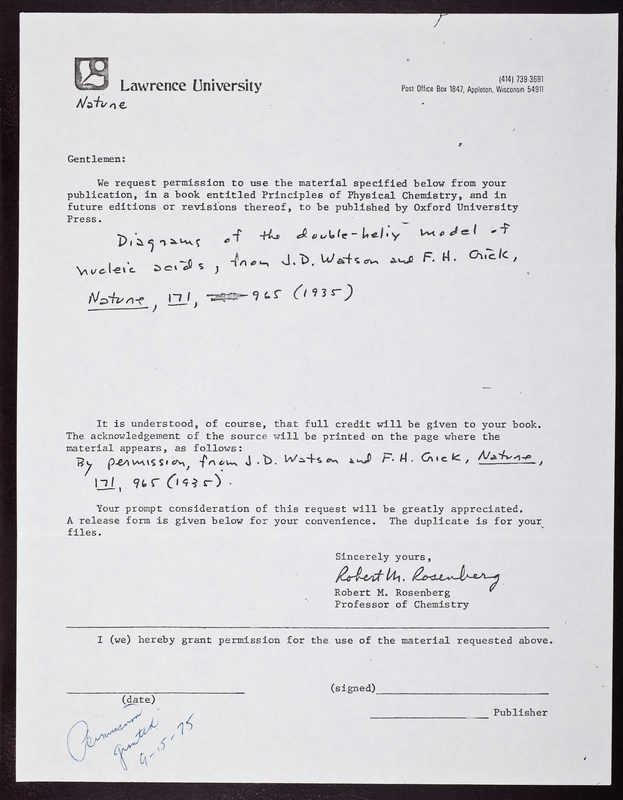 Lawrence University
(414) 739-3681
Post Office Box 1847, Appleton, Wisconsin 54911
Nature
Gentlemen:
We request permission to use the material specified below from your
publication, in a book entitled Principles of Physical Chemistry, and in
future editions or revisions thereof, to be published by Oxford University
Press.
Diagrams of the double-helix model of
nucleic acids, from J.D. Watson and F. H. Crick,
Nature, 171, 965 (1935)
It is understood, of course, that full credit will be given to your book.
The acknowledgement of the source will be printed on the page where the
material appears, as follows:
By permission, from J.D. Watson and F.H. Crick, Nature,
171, 965 (1935).
Your prompt consideration of this request will be greatly appreciated.
A release form is given below for your convenience. The duplicate is for your
files.
Sincerely yours,
Robert M. Rosenberg
Robert M. Rosenberg
Professor of Chemistry
I (we) hereby grant permission for the use of the material requested above.
(signed)
(date)
Publisher
Permission
granted
9-15-75